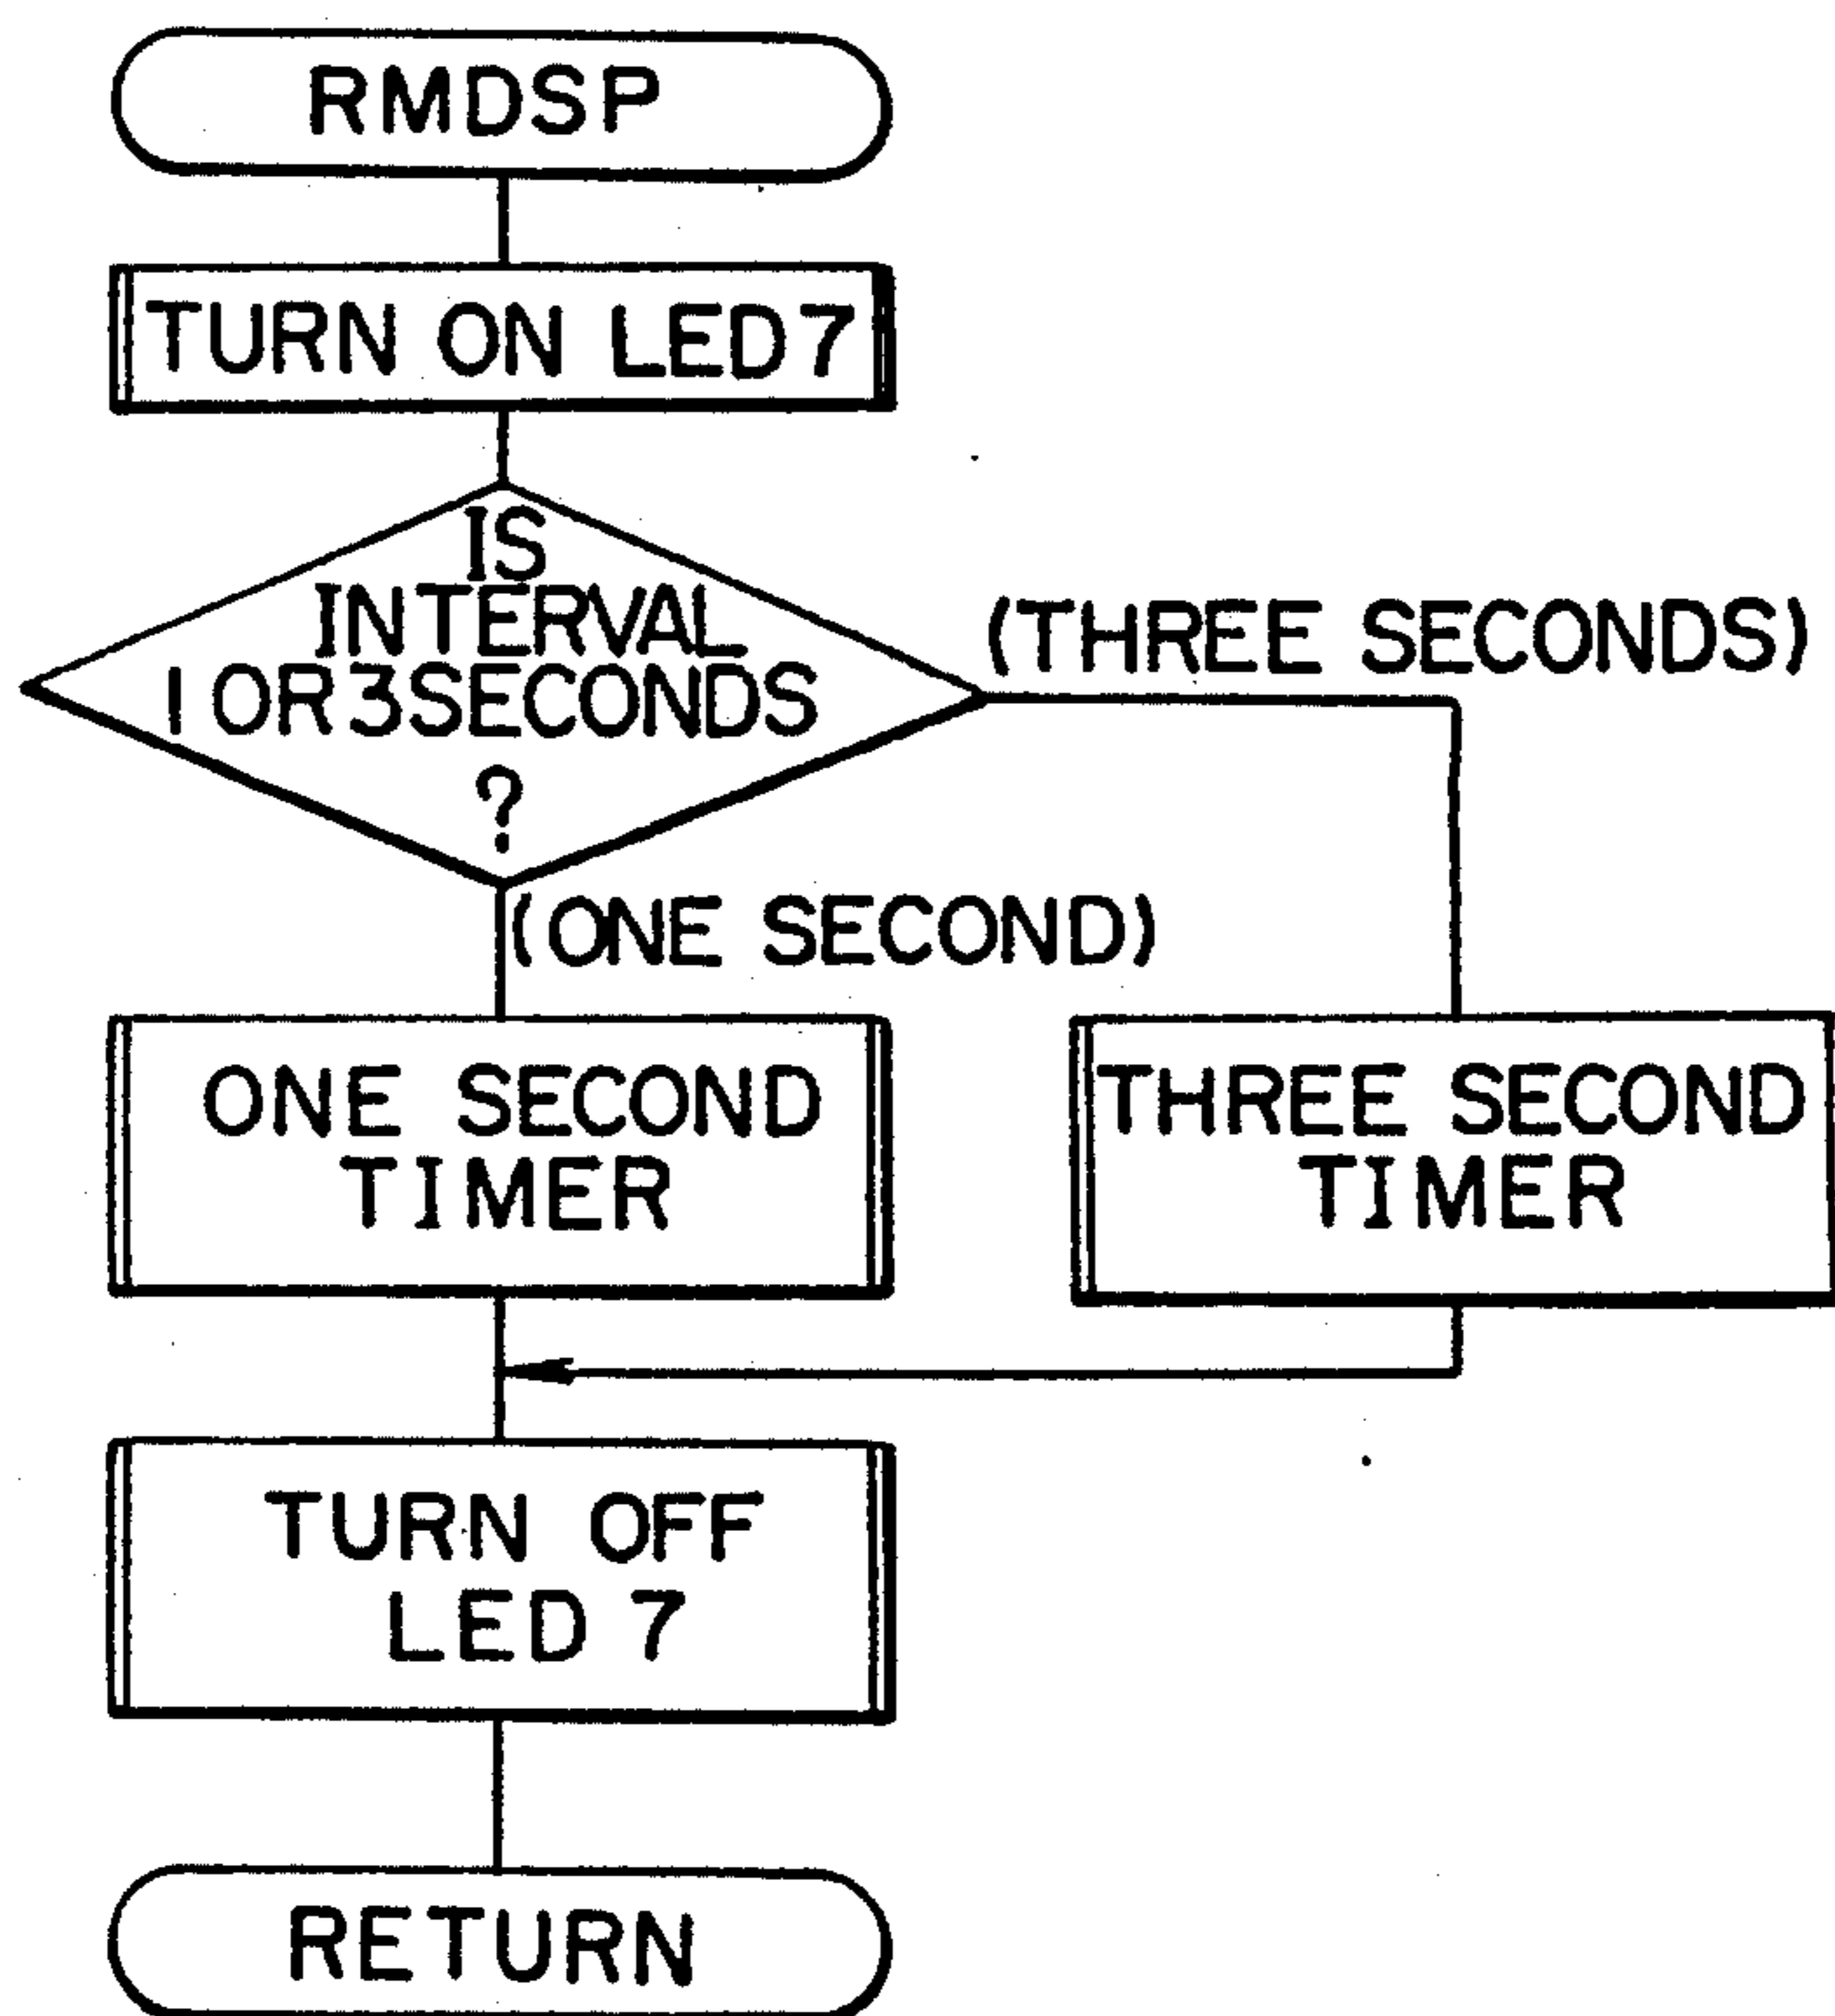 RMDSP
TURN ON LED7
IS
INTERVAL
1 OR 3 SECONDS
?
(THREE SECONDS)
(ONE SECOND)
ONE SECOND
TIMER
THREE SECOND
TIMER
TURN OFF
LED 7
RETURN